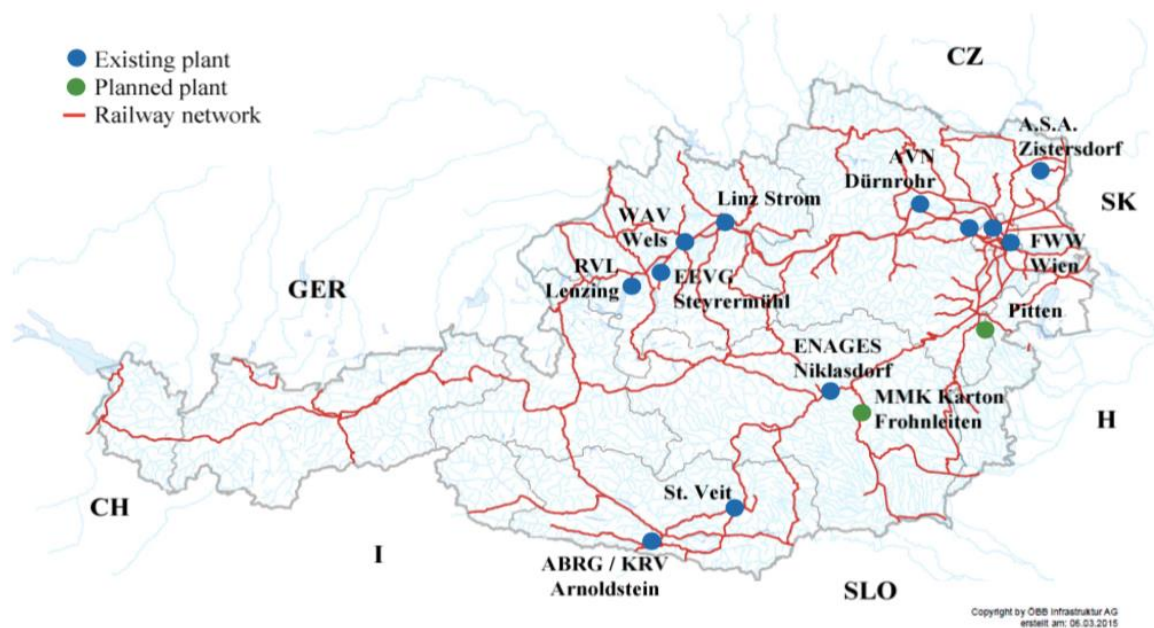 Existing plant
Planned plant
Railway network
CZ
A.S.A.
Zistersdorf
AVN
Dürnrohr
SK
Linz Strom
WAV
Wels
FWW
Wien
RVL
Lenzing
EEVG
Steyrermühl
GER
Pitten
ENAGES
Niklasdorf
MMK Karton
Frohnleiten
H
St. Veit
CH
I
ABRG / KRV
Arnoldstein
SLO
Copyright by ÖBB Infrastruktur AG
erstellt am: 06.03.2015